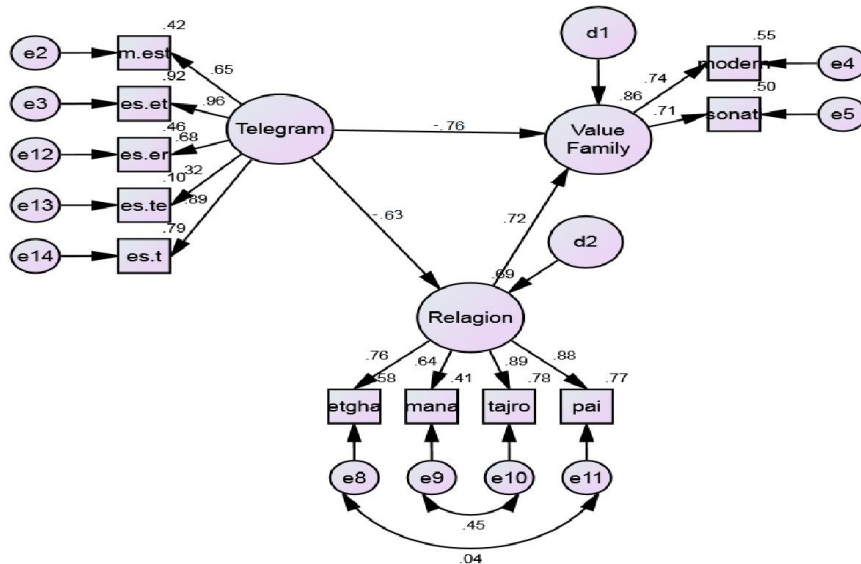 .42
e2
m.est
.65
.92
e3
es.et
.96
.46
e12
es.er
.68
.10
.32
e13
es.te
.89
.79
e14
es.t
Telegram
-.76
d1
.86
Value
Family
.55
.74
modern
e4
.50
.71
sonati
e5
-.63
.72
d2
.69
Relagion
.76
.64
.89
.88
.58
.41
.78
.77
etgha
mana
tajro
pai
e8
e9
e10
e11
.45
.04